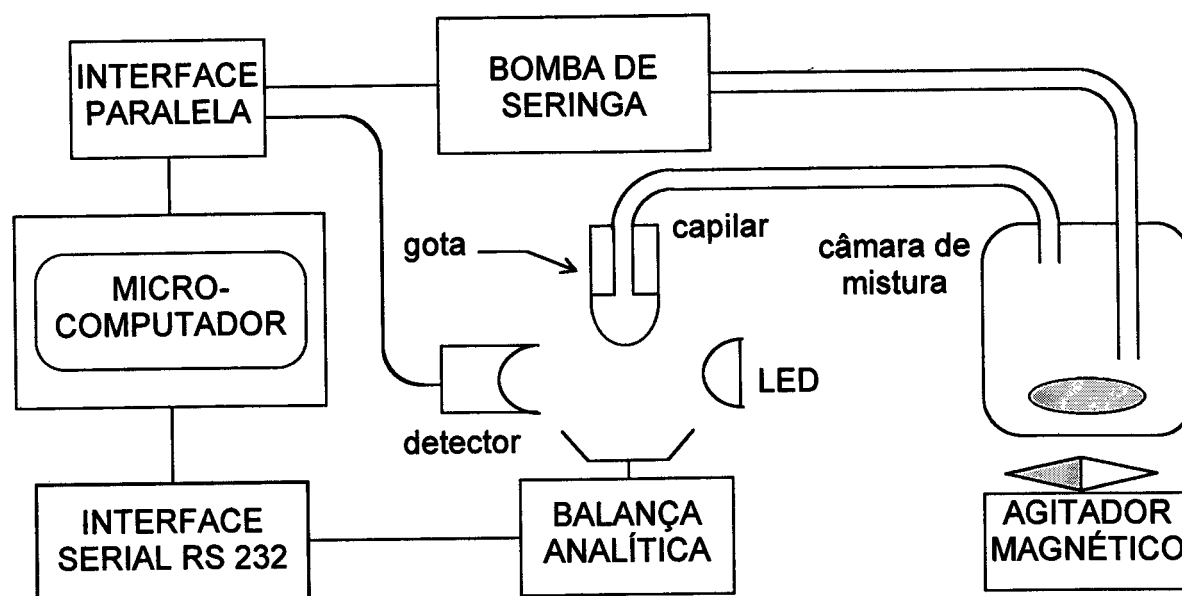 INTERFACE
PARALELA
BOMBA DE
SERINGA
gota
capilar
câmara de
mistura
MICRO-
COMPUTADOR
LED
detector
INTERFACE
SERIAL RS 232
BALANÇA
ANALÍTICA
AGITADOR
MAGNÉTICO